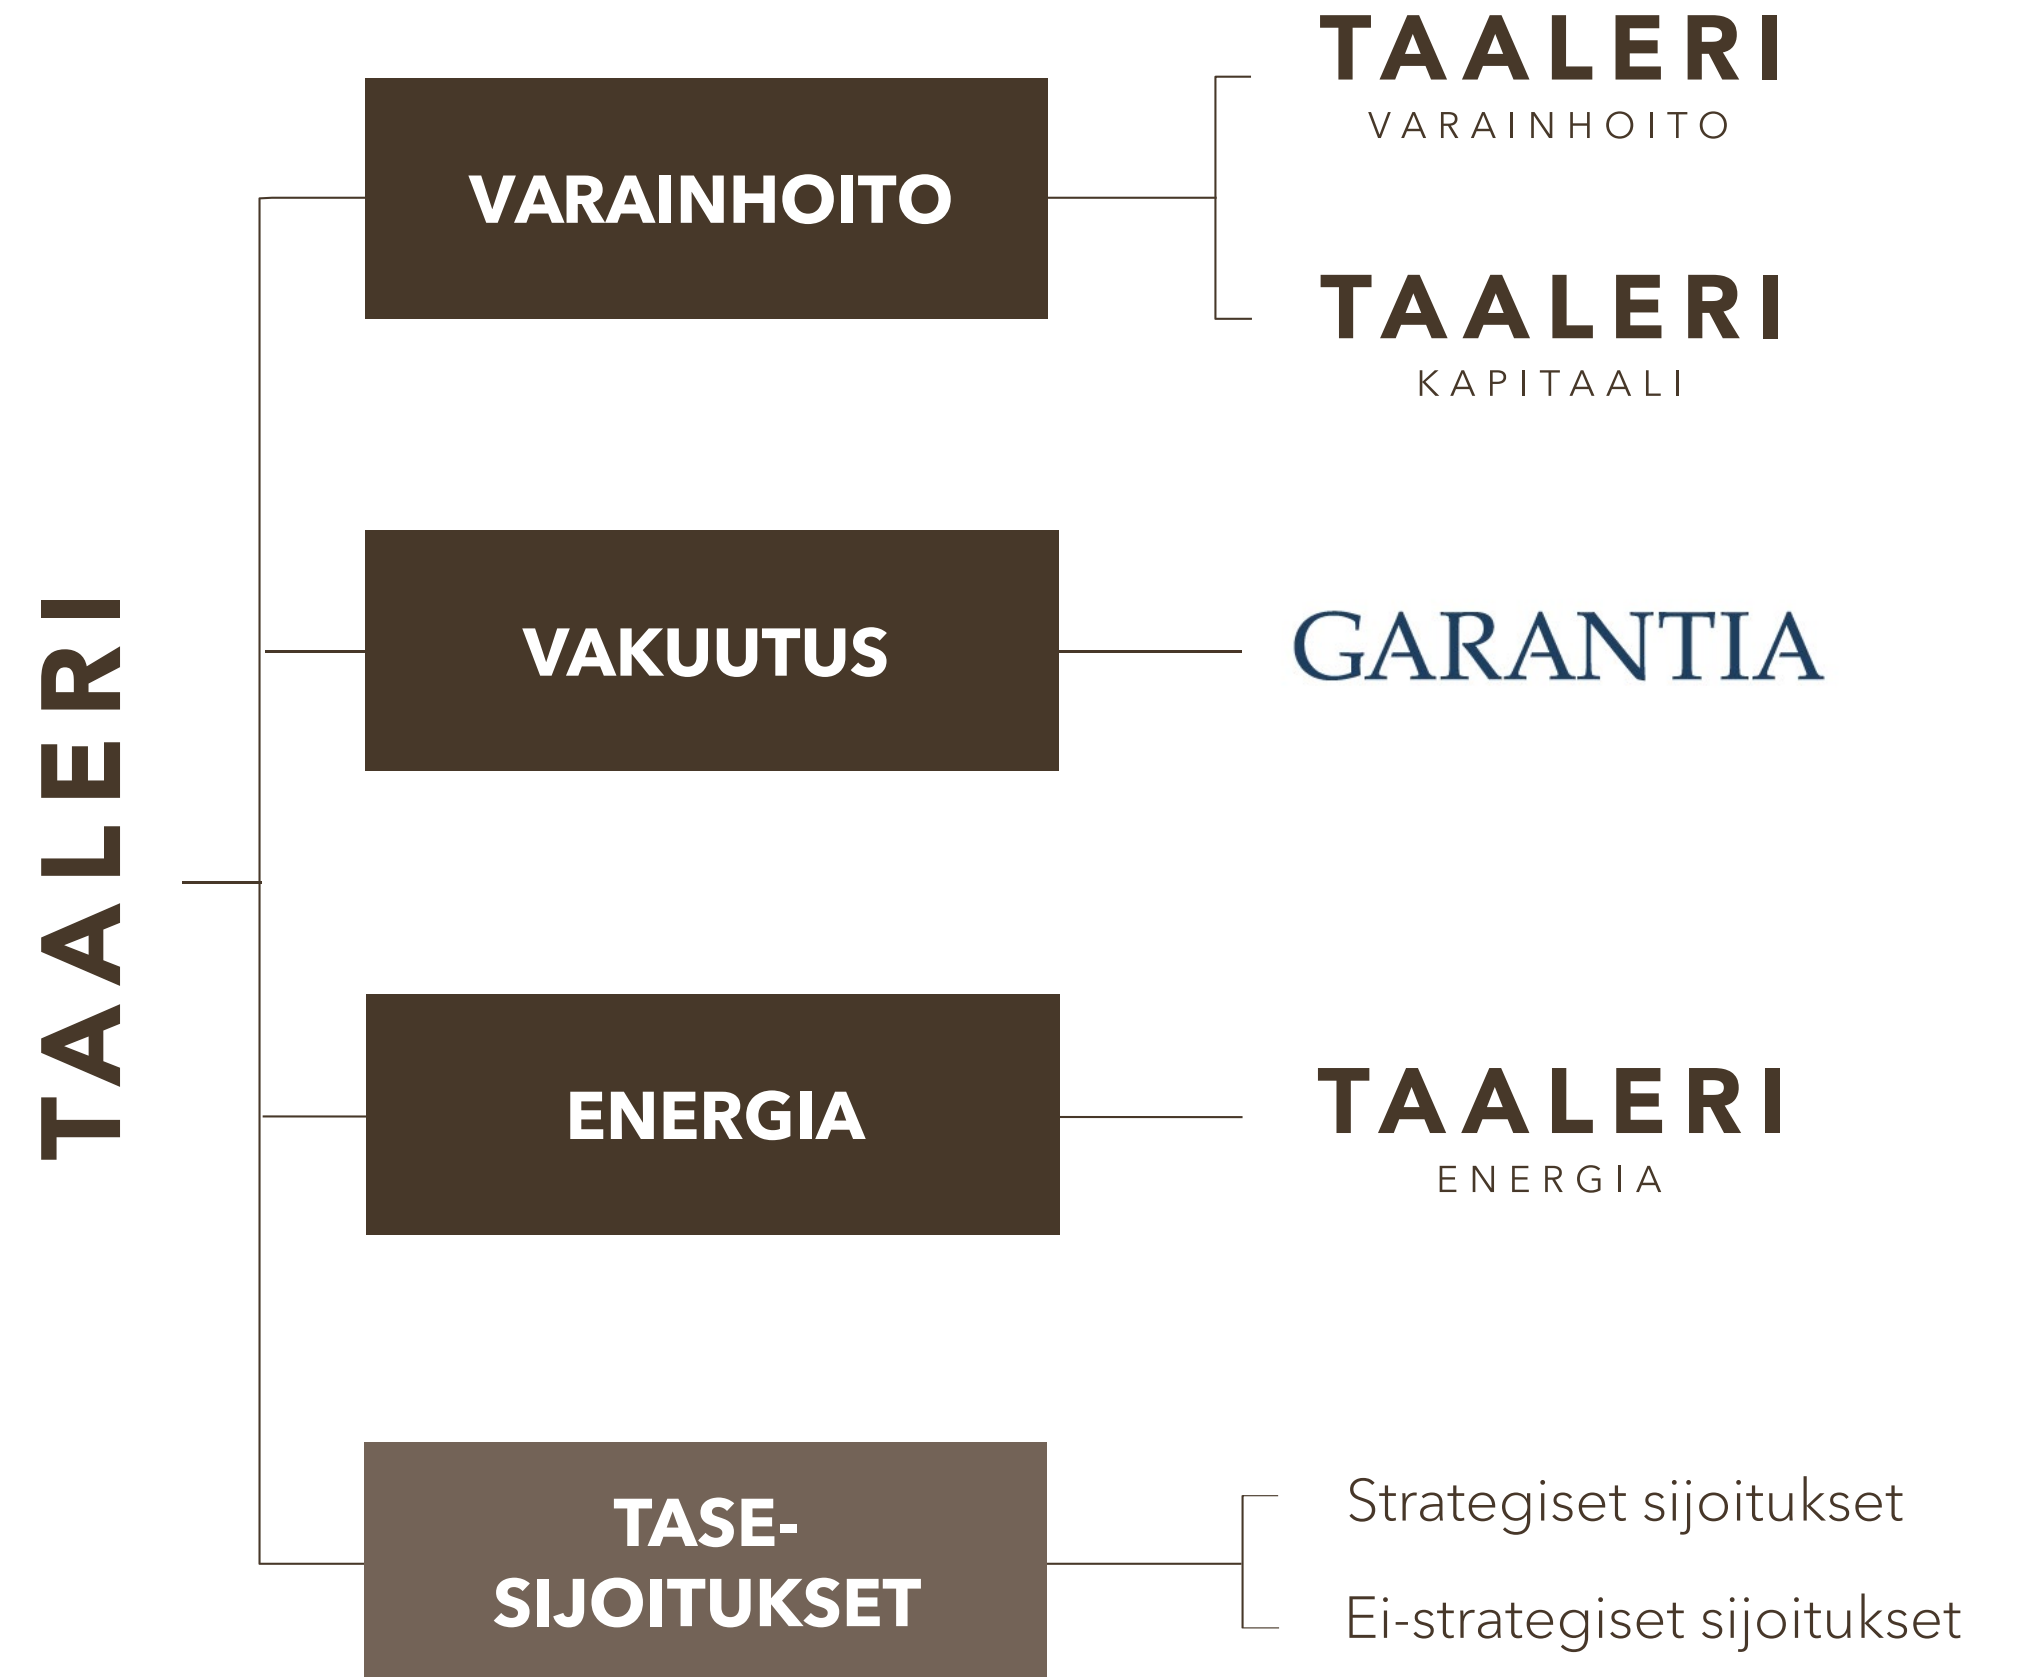 TAALERI
VARAINHOITO
TAALERI
VARAINHOITO
TAALERI
KAPITAALI
VAKUUTUS
GARANTIA
ENERGIA
TAALERI
ENERGIA
TASE-
SIJOITUKSET
Strategiset sijoitukset
Ei-strategiset sijoitukset